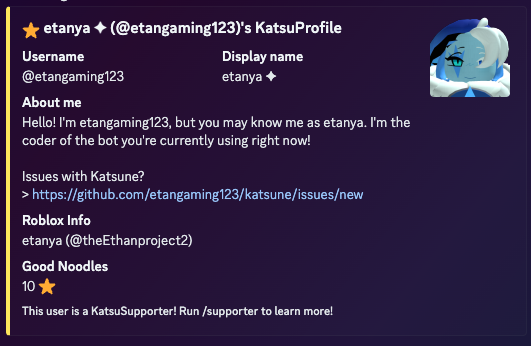 ⭐ etanya ✦ (@etangaming123)'s KatsuProfile
Username Display name
@etangaming123 etanya ✦
About me
Hello! I'm etangaming123, but you may know me as etanya. I'm the
coder of the bot you're currently using right now!
Issues with Katsune?
> https://github.com/etangaming123/katsune/issues/new
Roblox Info
etanya (@theEthanproject2)
Good Noodles
10 ⭐
This user is a KatsuSupporter! Run /supporter to learn more!